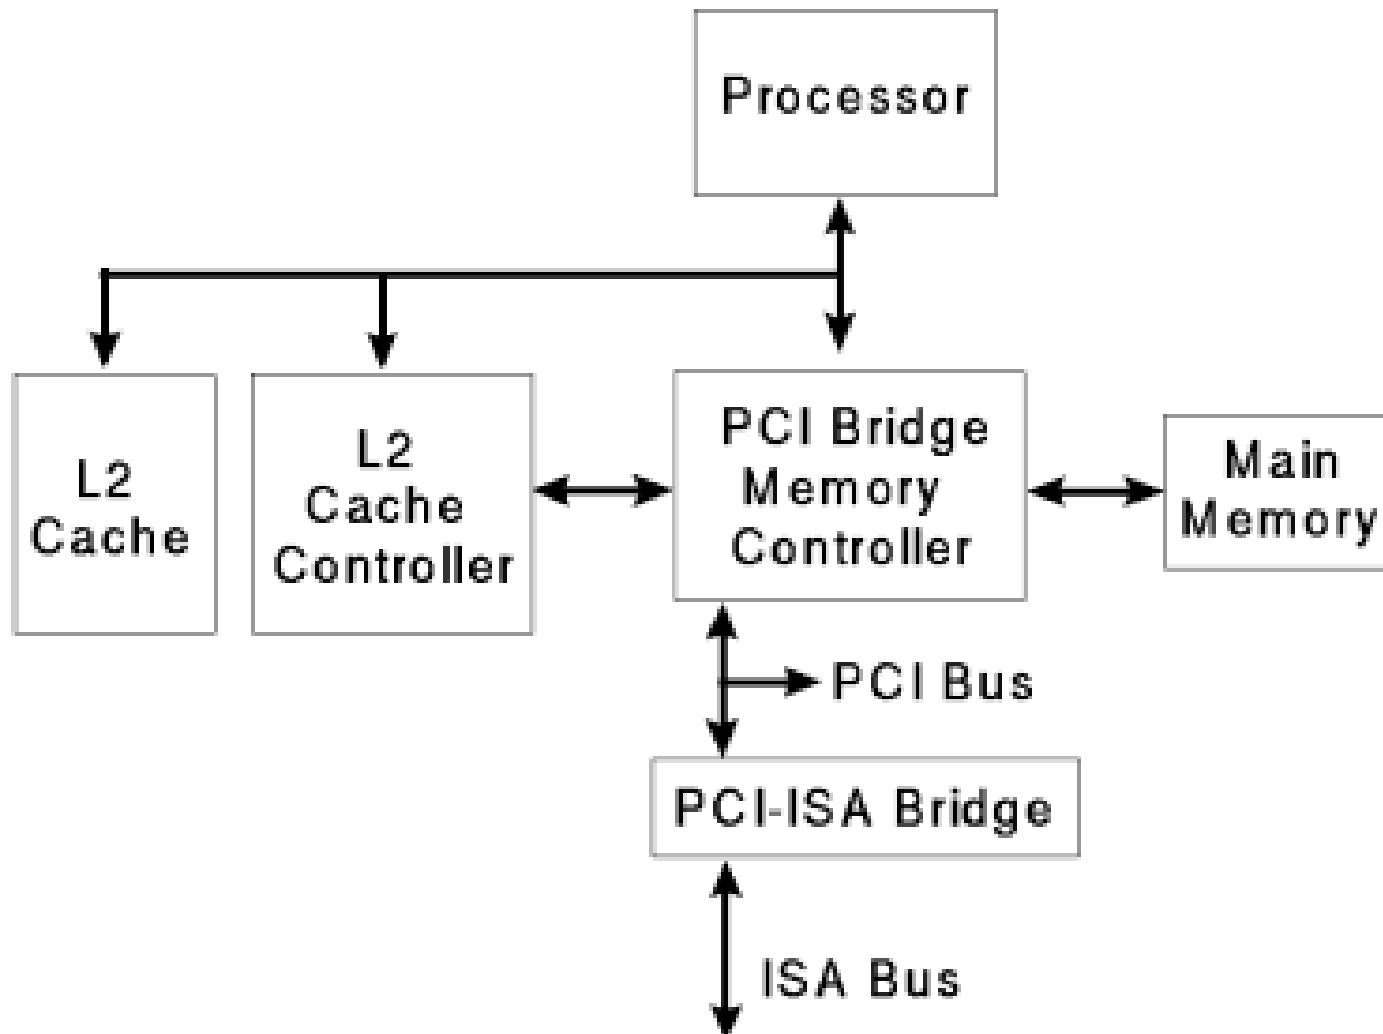 Processor
L2
Cache
L2
Cache
Controller
PCI Bridge
Memory
Controller
Main
Memory
PCI Bus
PCI-ISA Bridge
ISA Bus